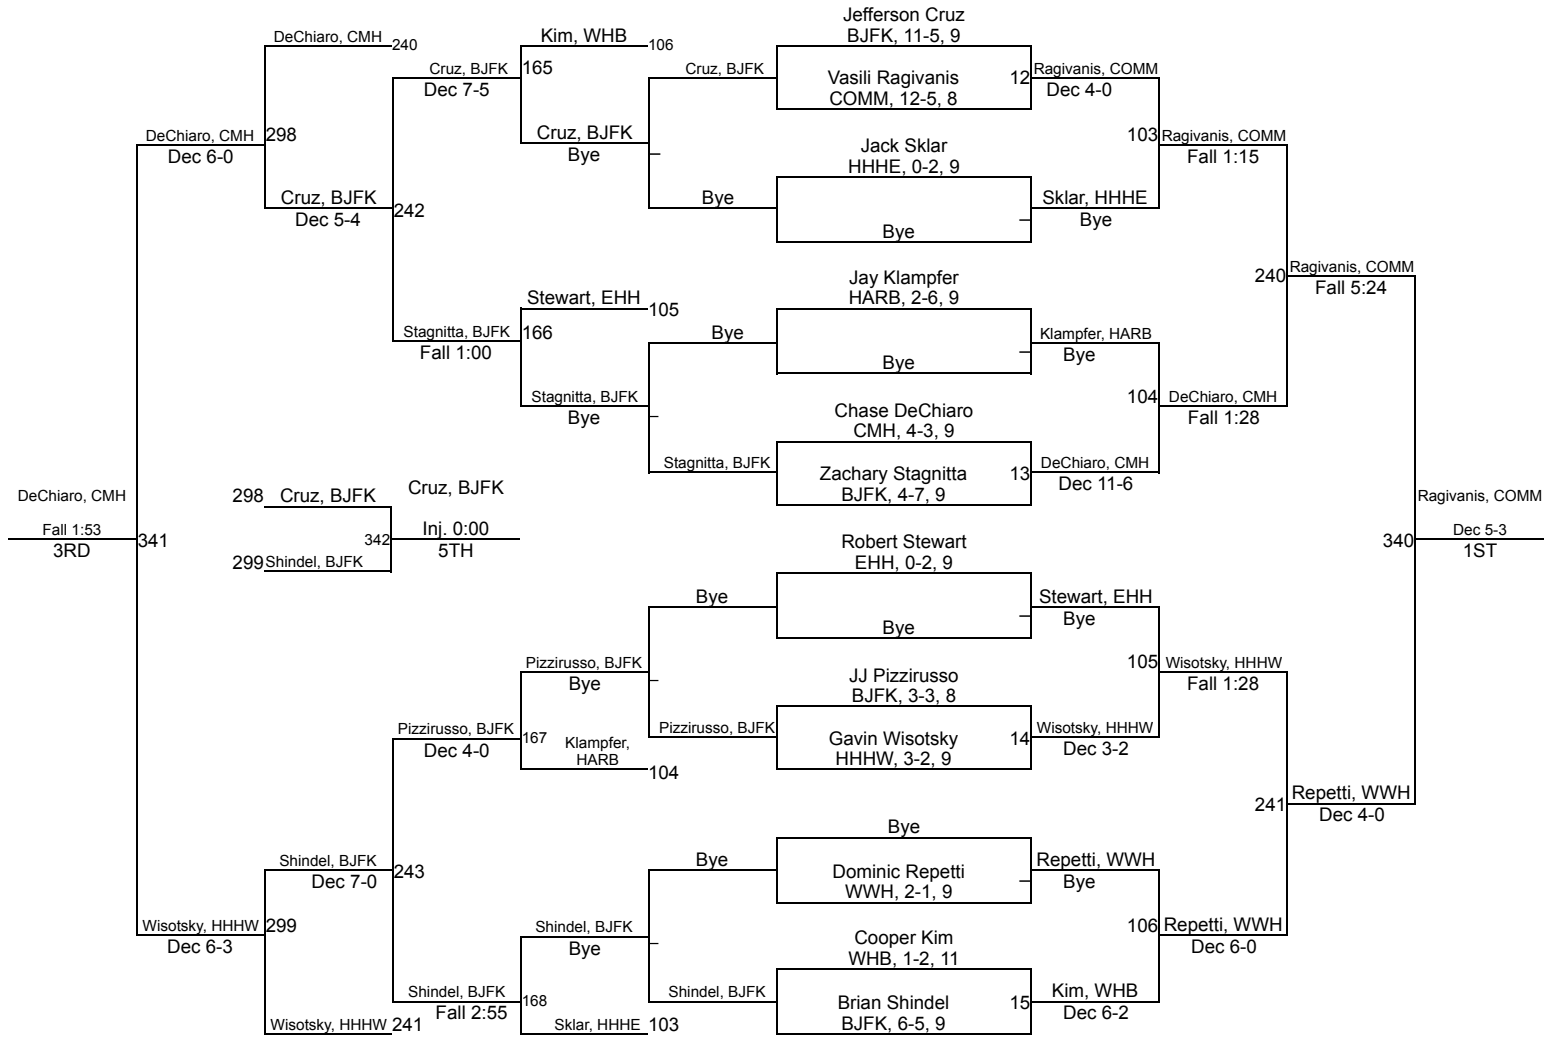 Jefferson Cruz
BJFK, 11-5, 9
DeChiaro, CMH
240
Kim, WHB
106
Cruz, BJFK
165
Dec 7-5
Cruz, BJFK
Vasili Ragivanis
COMM, 12-5, 8
12
Ragivanis, COMM
Dec 4-0
DeChiaro, CMH
298
Dec 6-0
Cruz, BJFK
Bye
Jack Sklar
HHHE, 0-2, 9
103
Ragivanis, COMM
Fall 1:15
Cruz, BJFK
Dec 5-4
242
Bye
Bye
Sklar, HHHE
Bye
Jay Klampfer
HARB, 2-6, 9
240
Ragivanis, COMM
Fall 5:24
Stewart, EHH
105
Stagnitta, BJFK
166
Fall 1:00
Bye
Bye
Klampfer, HARB
Bye
Stagnitta, BJFK
Bye
Chase DeChiaro
CMH, 4-3, 9
104
DeChiaro, CMH
Fall 1:28
Stagnitta, BJFK
Zachary Stagnitta
BJFK, 4-7, 9
13
DeChiaro, CMH
Dec 11-6
DeChiaro, CMH
Fall 1:53
3RD
341
298
Cruz, BJFK
299
Shindel, BJFK
342
Cruz, BJFK
Inj. 0:00
5TH
Robert Stewart
EHH, 0-2, 9
340
Ragivanis, COMM
Dec 5-3
1ST
Bye
Bye
Stewart, EHH
Bye
Pizzirusso, BJFK
Bye
JJ Pizzirusso
BJFK, 3-3, 8
105
Wisotsky, HHHW
Fall 1:28
Pizzirusso, BJFK
Dec 4-0
167
Klampfer,
HARB
104
Pizzirusso, BJFK
Gavin Wisotsky
HHHW, 3-2, 9
14
Wisotsky, HHHW
Dec 3-2
241
Repetti, WWH
Dec 4-0
Shindel, BJFK
Dec 7-0
243
Bye
Bye
Dominic Repetti
WWH, 2-1, 9
Repetti, WWH
Bye
Wisotsky, HHHW
299
Dec 6-3
Shindel, BJFK
Bye
Cooper Kim
WHB, 1-2, 11
106
Repetti, WWH
Dec 6-0
Shindel, BJFK
Fall 2:55
168
Shindel, BJFK
Brian Shindel
BJFK, 6-5, 9
15
Kim, WHB
Dec 6-2
Wisotsky, HHHW
241
Sklar, HHHE
103